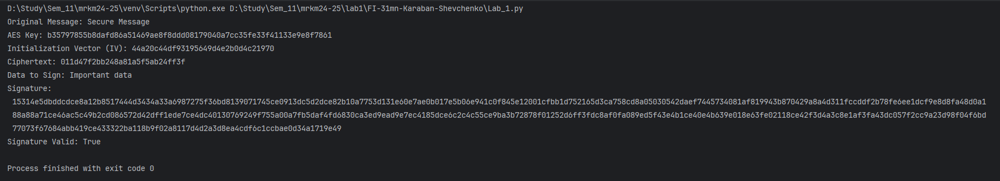 D:\Study\Sem_11\mrkm24-25\venv\Scripts\python.exe D:\Study\Sem_11\mrkm24-25\lab1\FI-31mn-Karaban-Shevchenko\Lab_1.py
Original Message: Secure Message
AES Key: b35797855b8dafd86a51469ae8f8ddd08179040a7cc35fe33f41133e9e8f7861
Initialization Vector (IV): 44a20c44df93195649d4e2b0d4c21970
Ciphertext: 011d47f2bb248a81a5f5ab24ff3f
Data to Sign: Important data
Signature:
15314e5dbddcdce8a12b8517444d3434a33a6987275f36bd8139071745ce0913dc5d2dce82b10a7753d131e60e7ae0b017e5b06e941c0f845e12001cfbb1d752165d3ca758cd8a05030542daef7445734081af819943b870429a8a4d311fccddf2b78fe6ee1dcf9e8d8fa48d0a1
88a88a71ce46ac5c49b2cd086572d42dff1ede7ce4dc40130769249f755a00a7fb5daf4fd6830ca3ed9ead9e7ec4185dce6c2c4c55ce9ba3b72878f01252d6ff3fdc8af0fa089ed5f43e4b1ce40e4b639e018e63fe02118ce42f3d4a3c8e1af3fa43dc057f2cc9a23d98f04f6bd
77073f67684abb419ce433322ba118b9f02a8117d4d2a3d8ea4cdf6c1ccbae0d34a1719e49
Signature Valid: True
Process finished with exit code 0